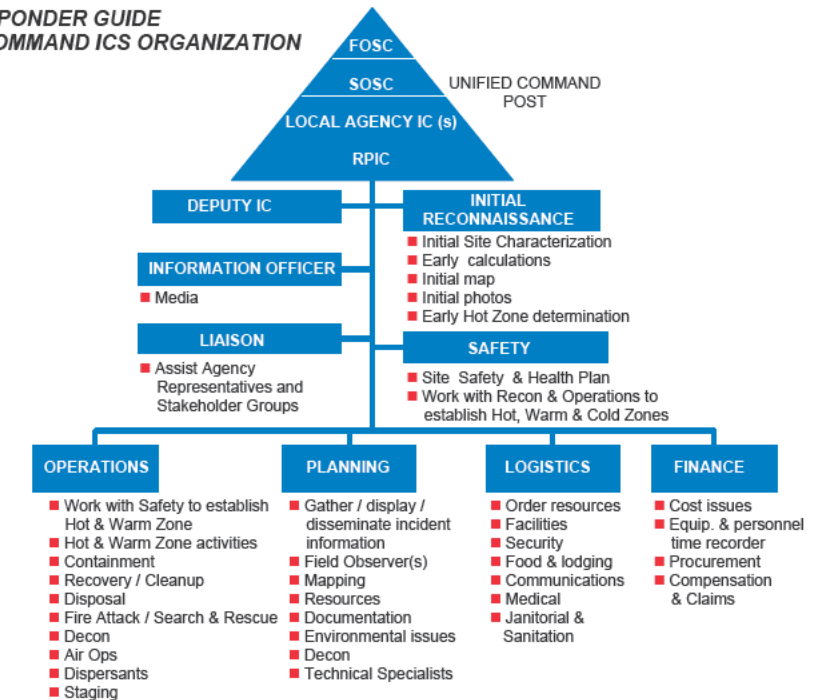 PONDER GUIDE
OMMAND ICS ORGANIZATION
FOSC
SOSC
UNIFIED COMMAND
POST
LOCAL AGENCY IC (s)
RPIC
DEPUTY IC
INITIAL
RECONNAISSANCE
Initial Site Characterization
Early calculations
Initial map
Initial photos
Early Hot Zone determination
INFORMATION OFFICER
Media
LIAISON
Assist Agency
Representatives and
Stakeholder Groups
SAFETY
Site Safety & Health Plan
Work with Recon & Operations to
establish Hot, Warm & Cold Zones
OPERATIONS
Work with Safety to establish
Hot & Warm Zone
Hot & Warm Zone activities
Containment
Recovery / Cleanup
Disposal
Fire Attack / Search & Rescue
Decon
Air Ops
Dispersants
Staging
PLANNING
Gather / display /
disseminate incident
information
Field Observer(s)
Mapping
Resources
Documentation
Environmental issues
Decon
Technical Specialists
LOGISTICS
Order resources
Facilities
Security
Food & lodging
Communications
Medical
Janitorial &
Sanitation
FINANCE
Cost issues
Equip. & personnel
time recorder
Procurement
Compensation
& Claims